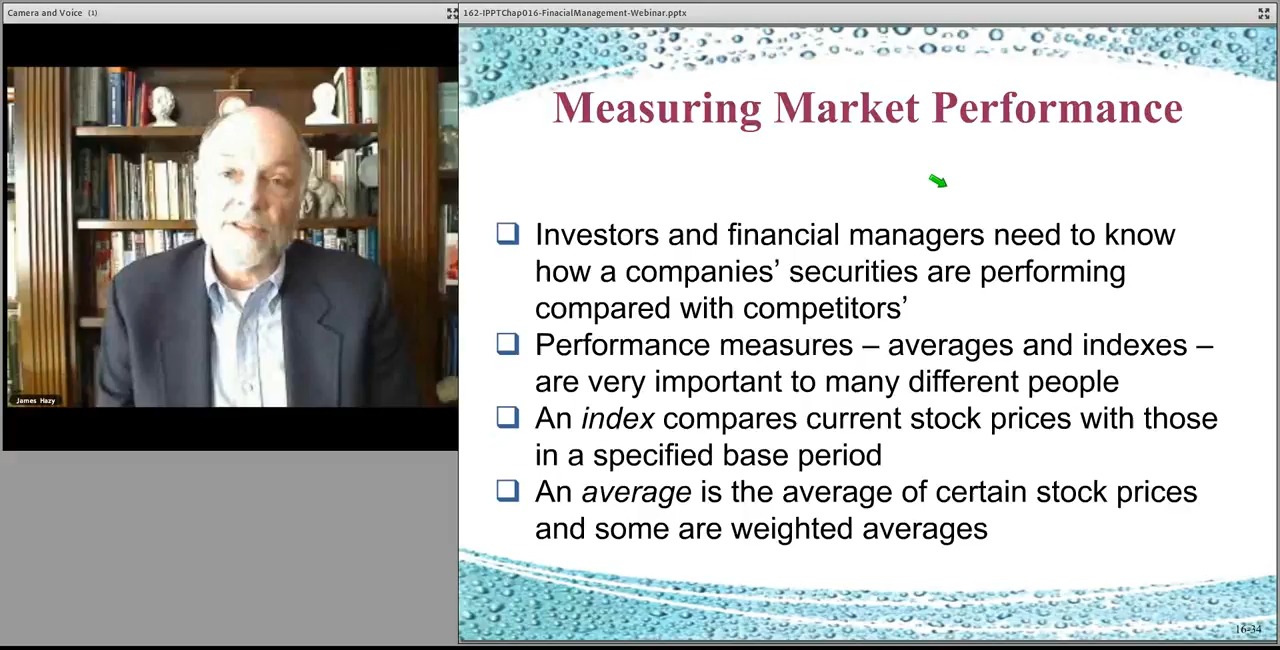 Camera and Voice (1)
162-IPPTChap016-FinacialManagement-Webinar.pptx
James Hazy
Measuring Market Performance
Investors and financial managers need to know
how a companies’ securities are performing
compared with competitors’
Performance measures – averages and indexes –
are very important to many different people
An index compares current stock prices with those
in a specified base period
An average is the average of certain stock prices
and some are weighted averages
16-34